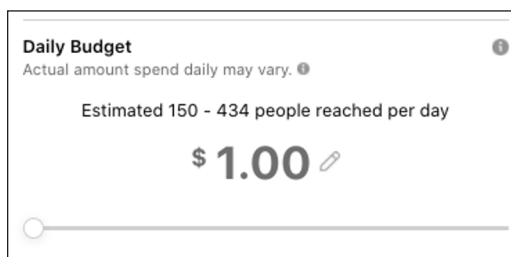 Daily Budget
Actual amount spend daily may vary.
Estimated 150 - 434 people reached per day
$ 1.00